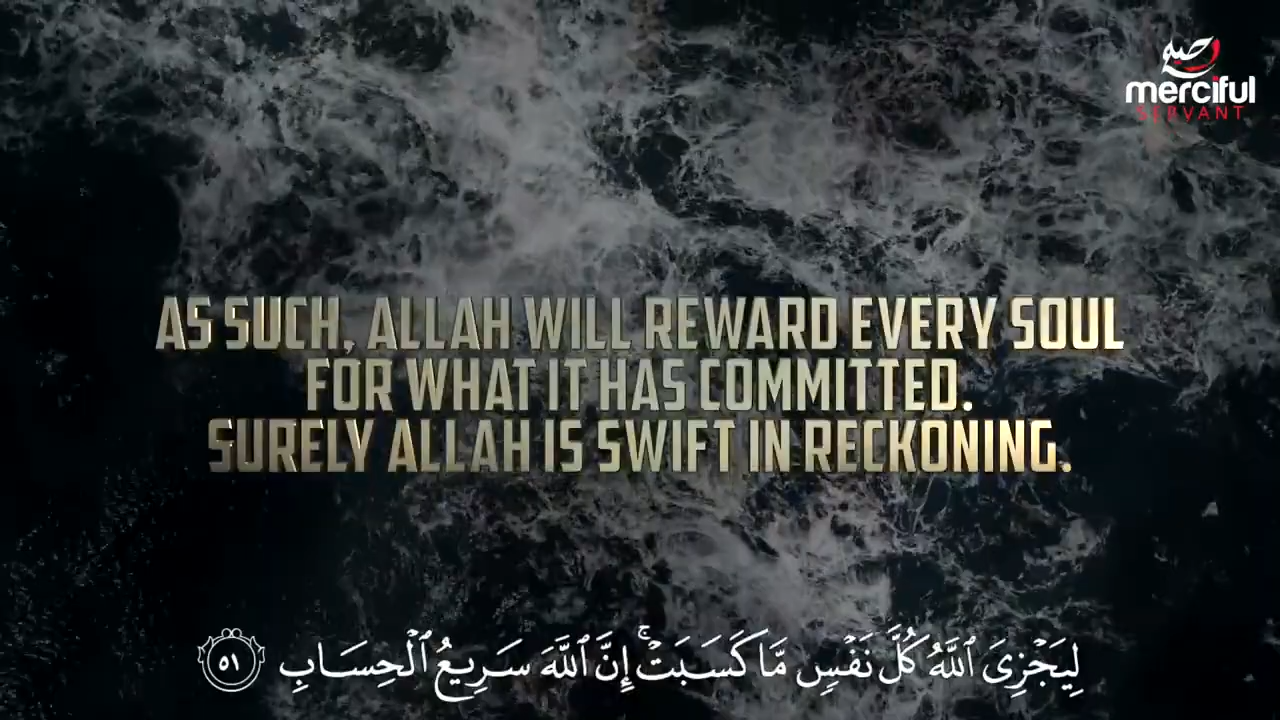 رحيم
merciful
SERVANT
AS SUCH, ALLAH WILL REWARD EVERY SOUL
FOR WHAT IT HAS COMMITTED.
SURELY ALLAH IS SWIFT IN RECKONING.
لِيَجْزِىَ ٱللَّهُ كُلَّ نَفْسٍ مَّا كَسَبَتْ ۚ إِنَّ ٱللَّهَ سَرِيعُ ٱلْحِسَابِ ٥١